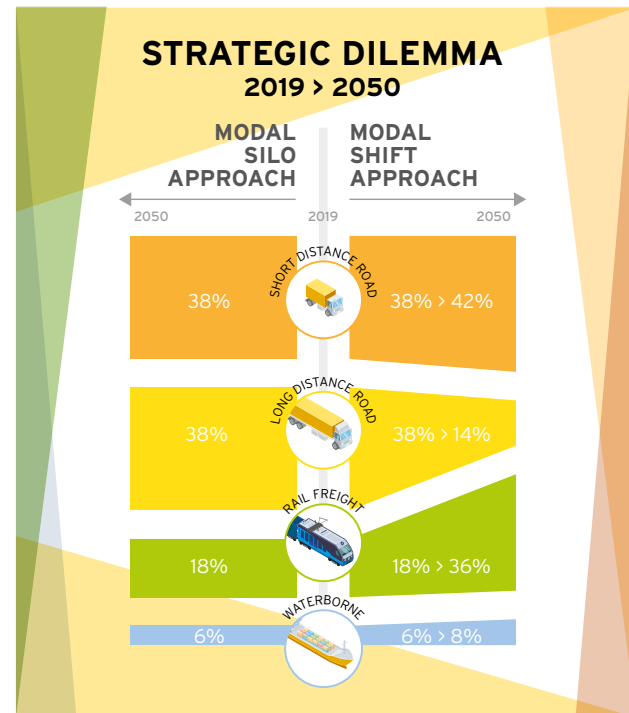 STRATEGIC DILEMMA
2019 > 2050
MODAL
SILO
APPROACH
MODAL
SHIFT
APPROACH
2050
2019
2050
SHORT DISTANCE ROAD
38%
38% > 42%
LONG DISTANCE ROAD
38%
38% > 14%
RAIL FREIGHT
18%
18% > 36%
WATERBORNE
6%
6% > 8%